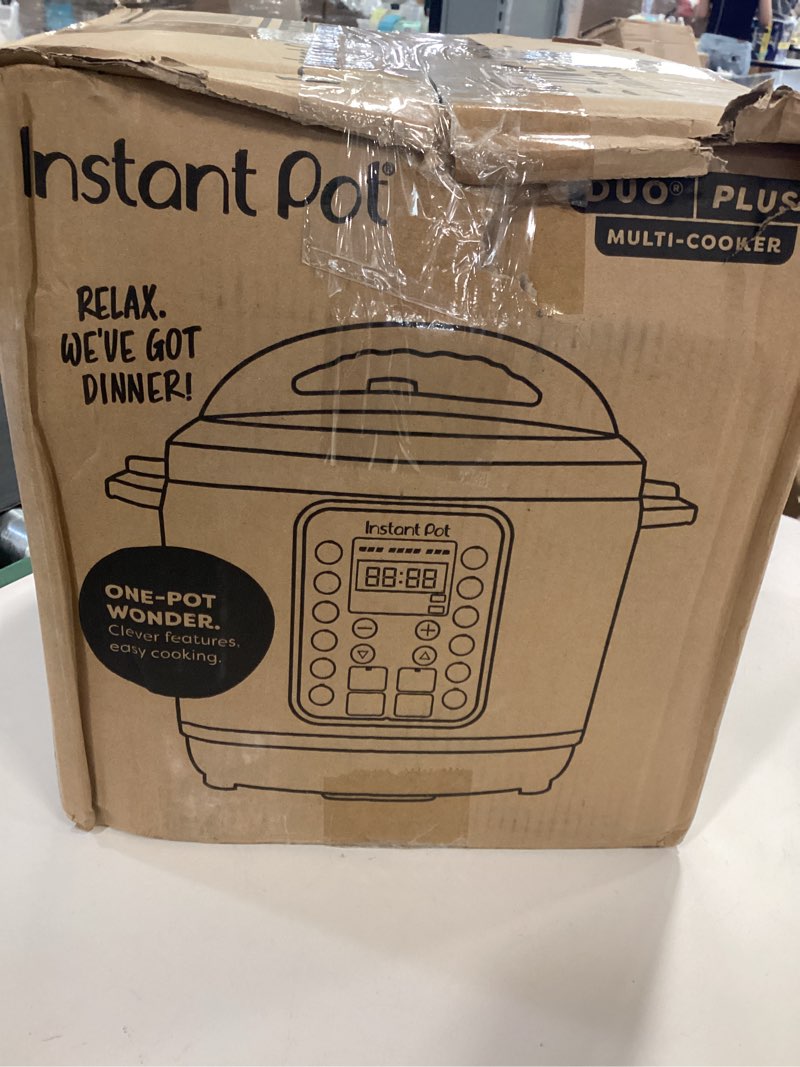 Instant Pot®
DUO® PLUS
MULTI-COOKER
RELAX.
WE'VE GOT
DINNER!
Instant Pot
88:88
ONE-POT
WONDER.
Clever features,
easy cooking.